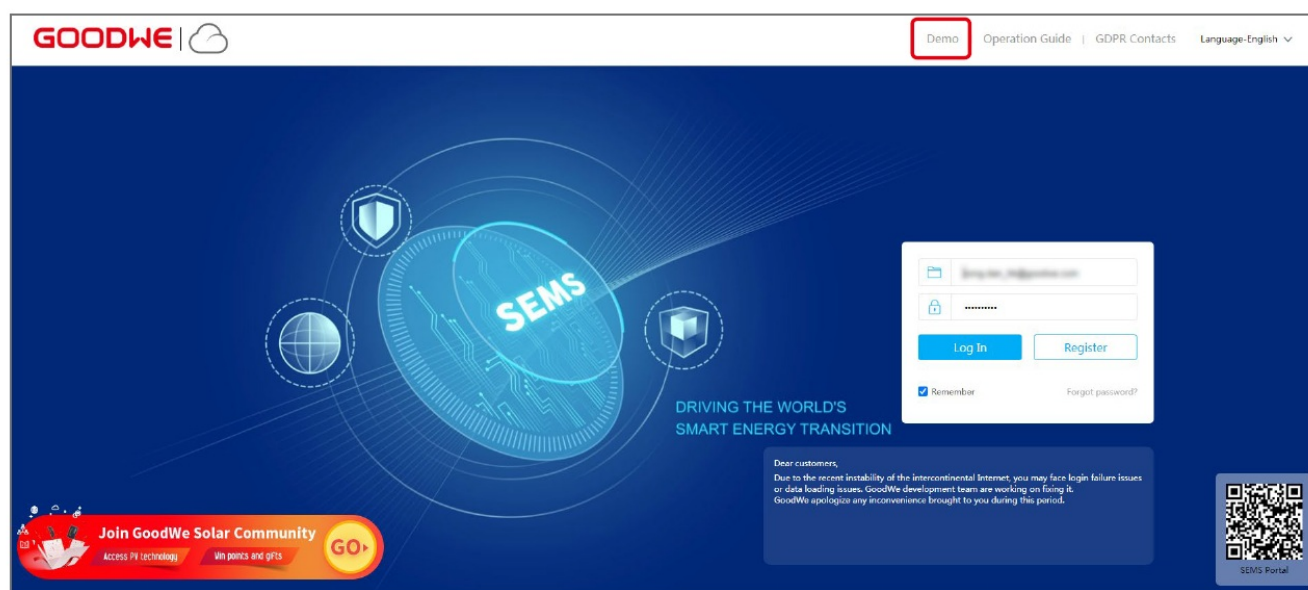 GOODWE
Demo Operation Guide | GDPR Contacts Language-English
SEMS
Log In Register
Remember Forgot password?
DRIVING THE WORLD'S
SMART ENERGY TRANSITION
Dear customers,
Due to the recent instability of the intercontinental Internet, you may face login failure issues
or data loading issues. GoodWe development team are working on fixing it.
GoodWe apologize any inconvenience brought to you during this period.
Join GoodWe Solar Community
Access PV technology Win points and gifts
GO
SEMS Portal